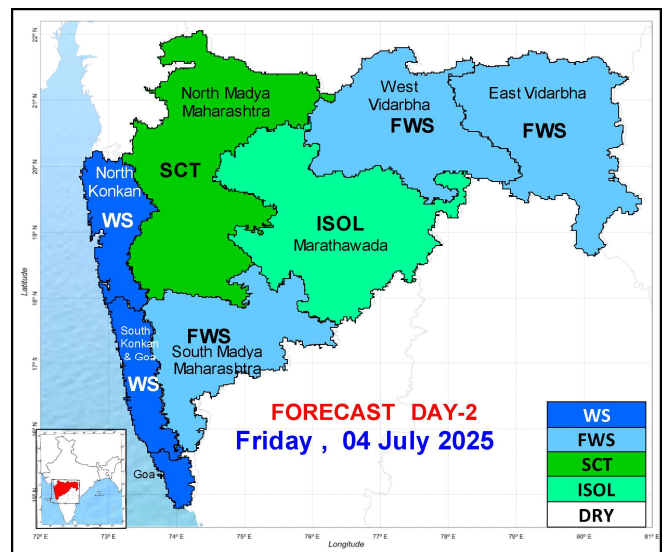 22°N
21°N
20°N
19°N
18°N
17°N
16°N
15°N
Latitude
North Madya
Maharashtra
SCT
West
Vidarbha
FWS
East Vidarbha
FWS
North
Konkan
WS
ISOL
Marathawada
South
Konkan
& Goa
WS
FWS
South Madya
Maharashtra
Goa
FORECAST DAY-2
Friday , 04 July 2025
WS
FWS
SCT
ISOL
DRY
72°E
73°E
74°E
75°E
76°E
77°E
78°E
79°E
80°E
81°E
Longitude